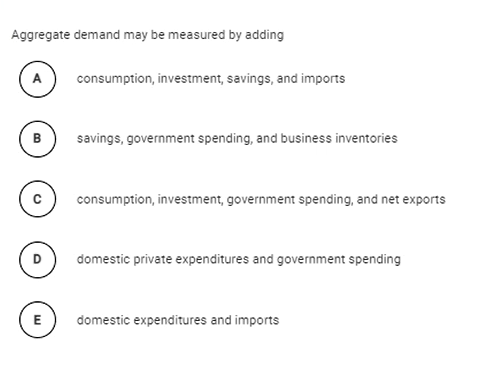 Aggregate demand may be measured by adding
A consumption, investment, savings, and imports
B savings, government spending, and business inventories
C consumption, investment, government spending, and net exports
D domestic private expenditures and government spending
E domestic expenditures and imports